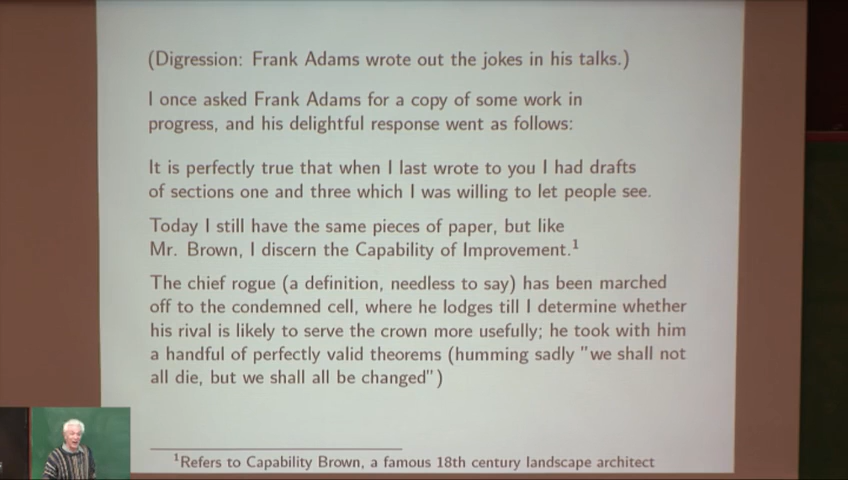 (Digression: Frank Adams wrote out the jokes in his talks.)
I once asked Frank Adams for a copy of some work in
progress, and his delightful response went as follows:
It is perfectly true that when I last wrote to you I had drafts
of sections one and three which I was willing to let people see.
Today I still have the same pieces of paper, but like
Mr. Brown, I discern the Capability of Improvement.¹
The chief rogue (a definition, needless to say) has been marched
off to the condemned cell, where he lodges till I determine whether
his rival is likely to serve the crown more usefully; he took with him
a handful of perfectly valid theorems (humming sadly "we shall not
all die, but we shall all be changed")
¹Refers to Capability Brown, a famous 18th century landscape architect